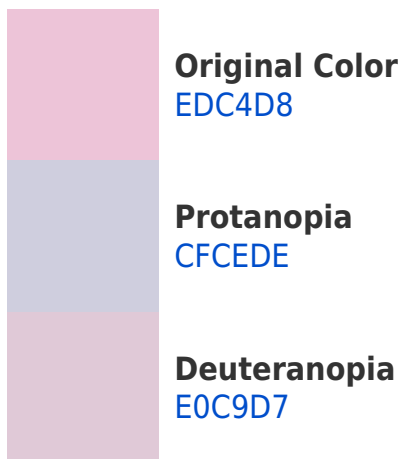 Original Color
EDC4D8
Protanopia
CFCEDE
Deuteranopia
E0C9D7